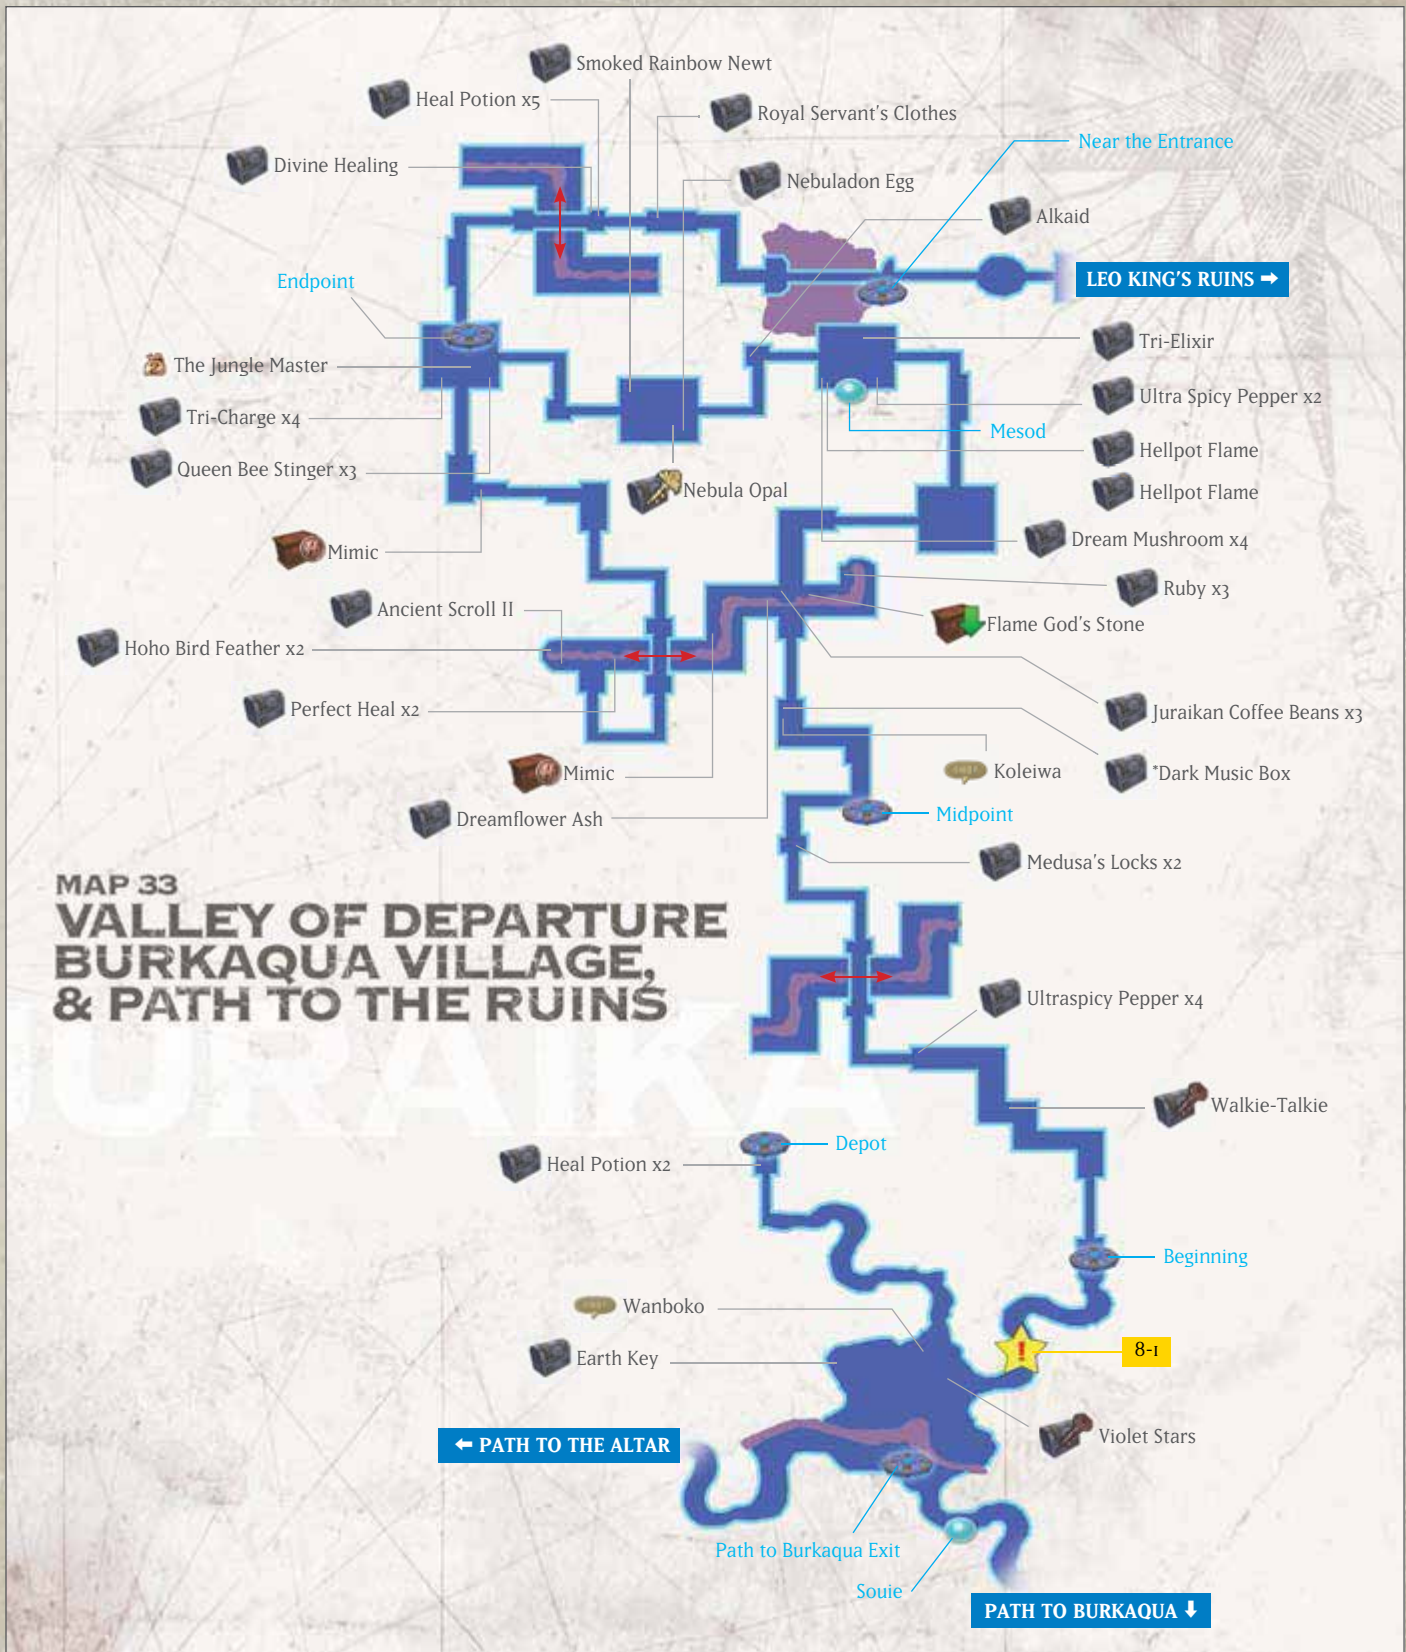 Smoked Rainbow Newt
Heal Potion x5
Royal Servant's Clothes
Near the Entrance
Divine Healing
Nebuladon Egg
Alkaid
Endpoint
LEO KING'S RUINS ➡
Tri-Elixir
The Jungle Master
Ultra Spicy Pepper x2
Tri-Charge x4
Mesod
Hellpot Flame
Queen Bee Stinger x3
Nebula Opal
Hellpot Flame
Mimic
Dream Mushroom x4
Ruby x3
Ancient Scroll II
Flame God's Stone
Hoho Bird Feather x2
Perfect Heal x2
Juraikan Coffee Beans x3
Mimic
Koleiwa
*Dark Music Box
Dreamflower Ash
Midpoint
Medusa's Locks x2
MAP 33
VALLEY OF DEPARTURE
BURKAQUA VILLAGE,
& PATH TO THE RUINS
Ultraspicy Pepper x4
URAIKA
Walkie-Talkie
Depot
Heal Potion x2
Beginning
Wanboko
8-1
Earth Key
Violet Stars
⬅ PATH TO THE ALTAR
Path to Burkaqua Exit
Souie
PATH TO BURKAQUA ⬇